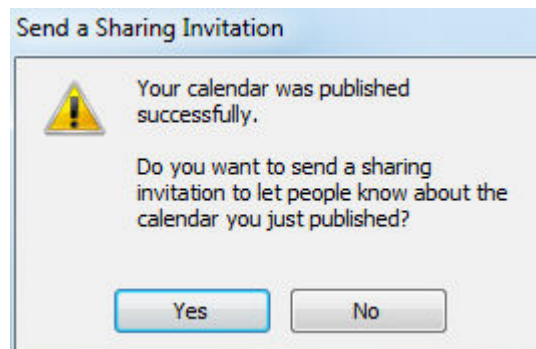 Send a Sharing Invitation
Your calendar was published
successfully.
Do you want to send a sharing
invitation to let people know about the
calendar you just published?
Yes
No